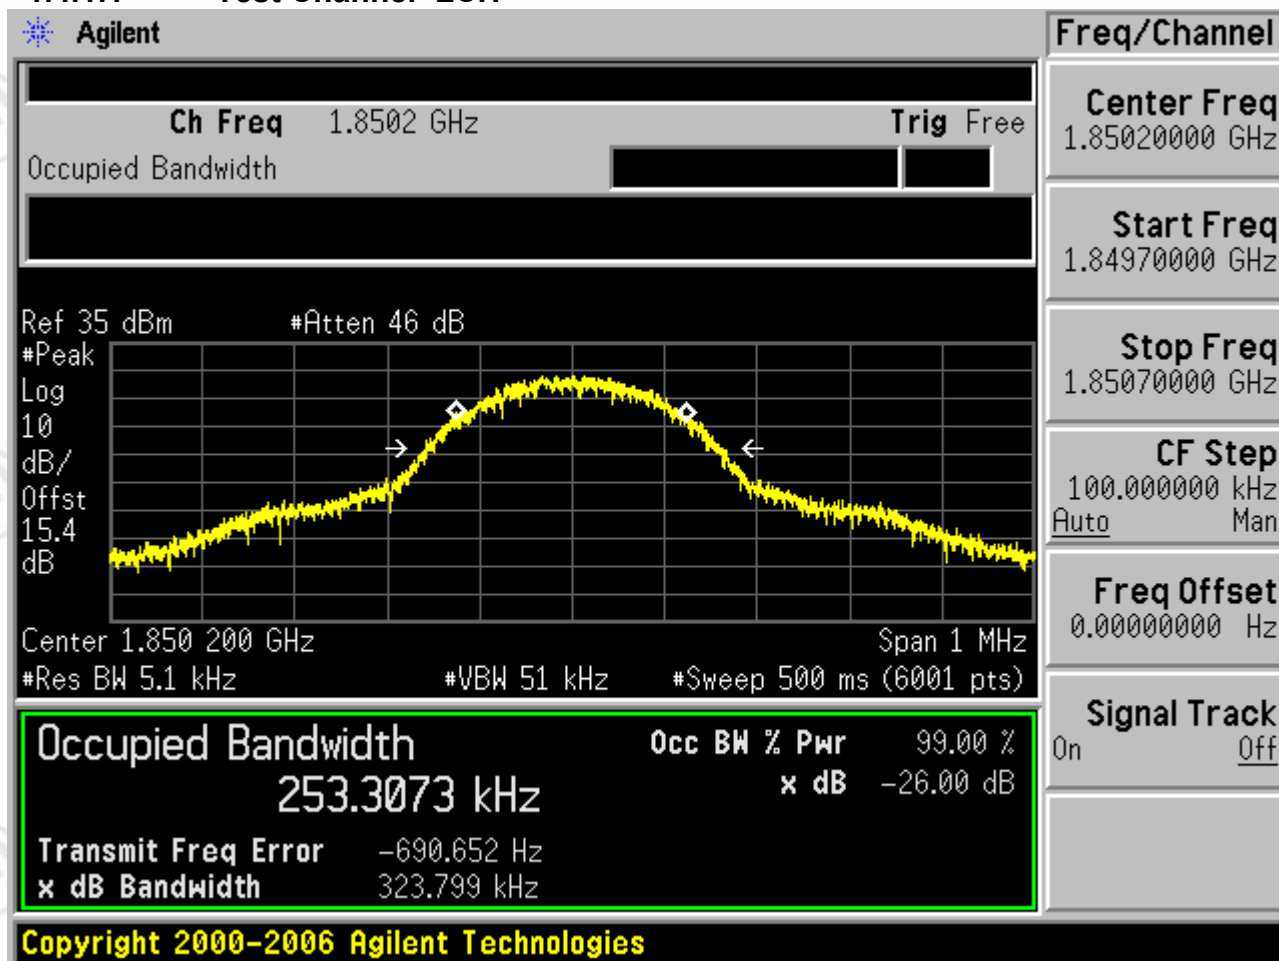 Agilent
Freq/Channel
Ch Freq 1.8502 GHz Trig Free
Occupied Bandwidth
Center Freq
1.85020000 GHz
Start Freq
1.84970000 GHz
Stop Freq
1.85070000 GHz
CF Step
100.000000 kHz
Auto Man
Freq Offset
0.00000000 Hz
Signal Track
On Off
Ref 35 dBm #Atten 46 dB
#Peak
Log
10
dB/
Offst
15.4
dB
Center 1.850 200 GHz Span 1 MHz
#Res BW 5.1 kHz #VBW 51 kHz #Sweep 500 ms (6001 pts)
Occupied Bandwidth
253.3073 kHz
Occ BW % Pwr 99.00 %
x dB -26.00 dB
Transmit Freq Error -690.652 Hz
x dB Bandwidth 323.799 kHz
Copyright 2000-2006 Agilent Technologies